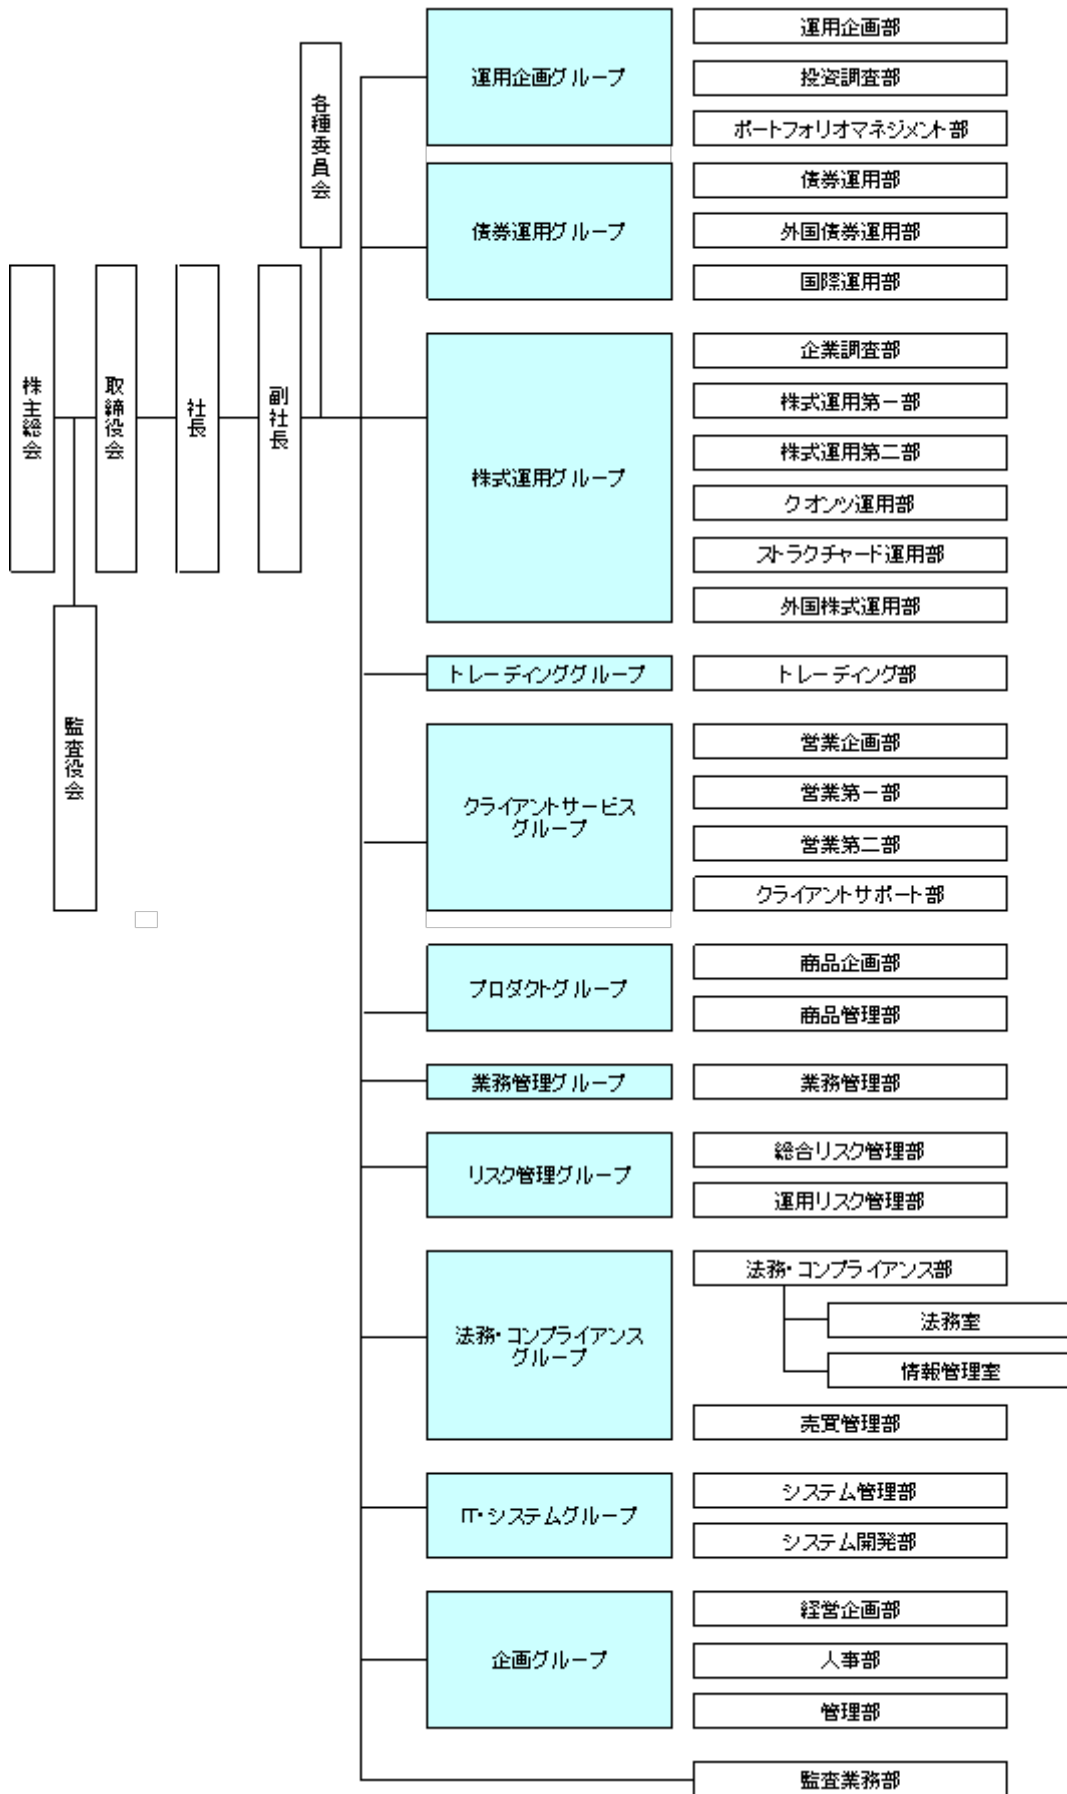 株主総会
監査役会
取締役会
社長
副社長
各種委員会
運用企画グループ
運用企画部
投資調査部
ポートフォリオマネジメント部
債券運用グループ
債券運用部
外国債券運用部
国際運用部
株式運用グループ
企業調査部
株式運用第一部
株式運用第二部
クオンツ運用部
ストラクチャード運用部
外国株式運用部
トレーディンググループ
トレーディング部
クライアントサービス
グループ
営業企画部
営業第一部
営業第二部
クライアントサポート部
プロダクトグループ
商品企画部
商品管理部
業務管理グループ
業務管理部
リスク管理グループ
総合リスク管理部
運用リスク管理部
法務・コンプライアンス
グループ
法務・コンプライアンス部
法務室
情報管理室
売買管理部
IT・システムグループ
システム管理部
システム開発部
企画グループ
経営企画部
人事部
管理部
監査業務部